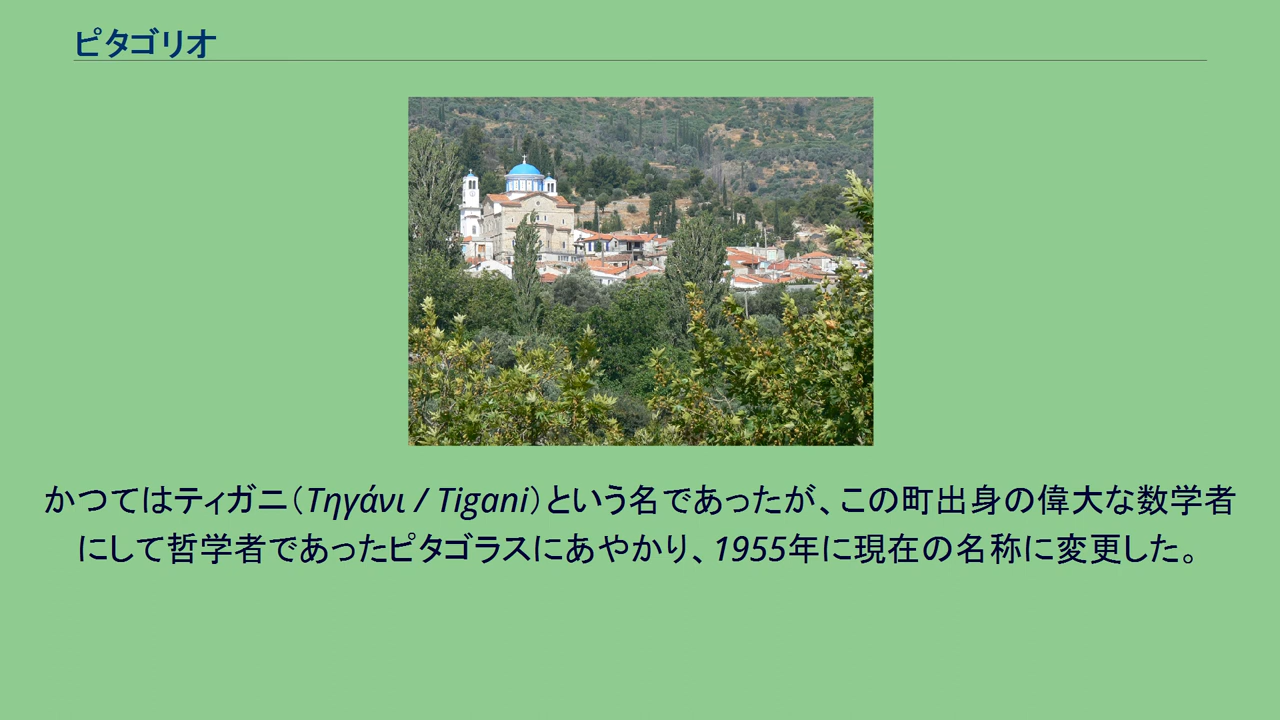 ピタゴリオ
かつてはティガニ（Τηγάνι / Tigani）という名であったが、この町出身の偉大な数学者
にして哲学者であったピタゴラスにあやかり、1955年に現在の名称に変更した。